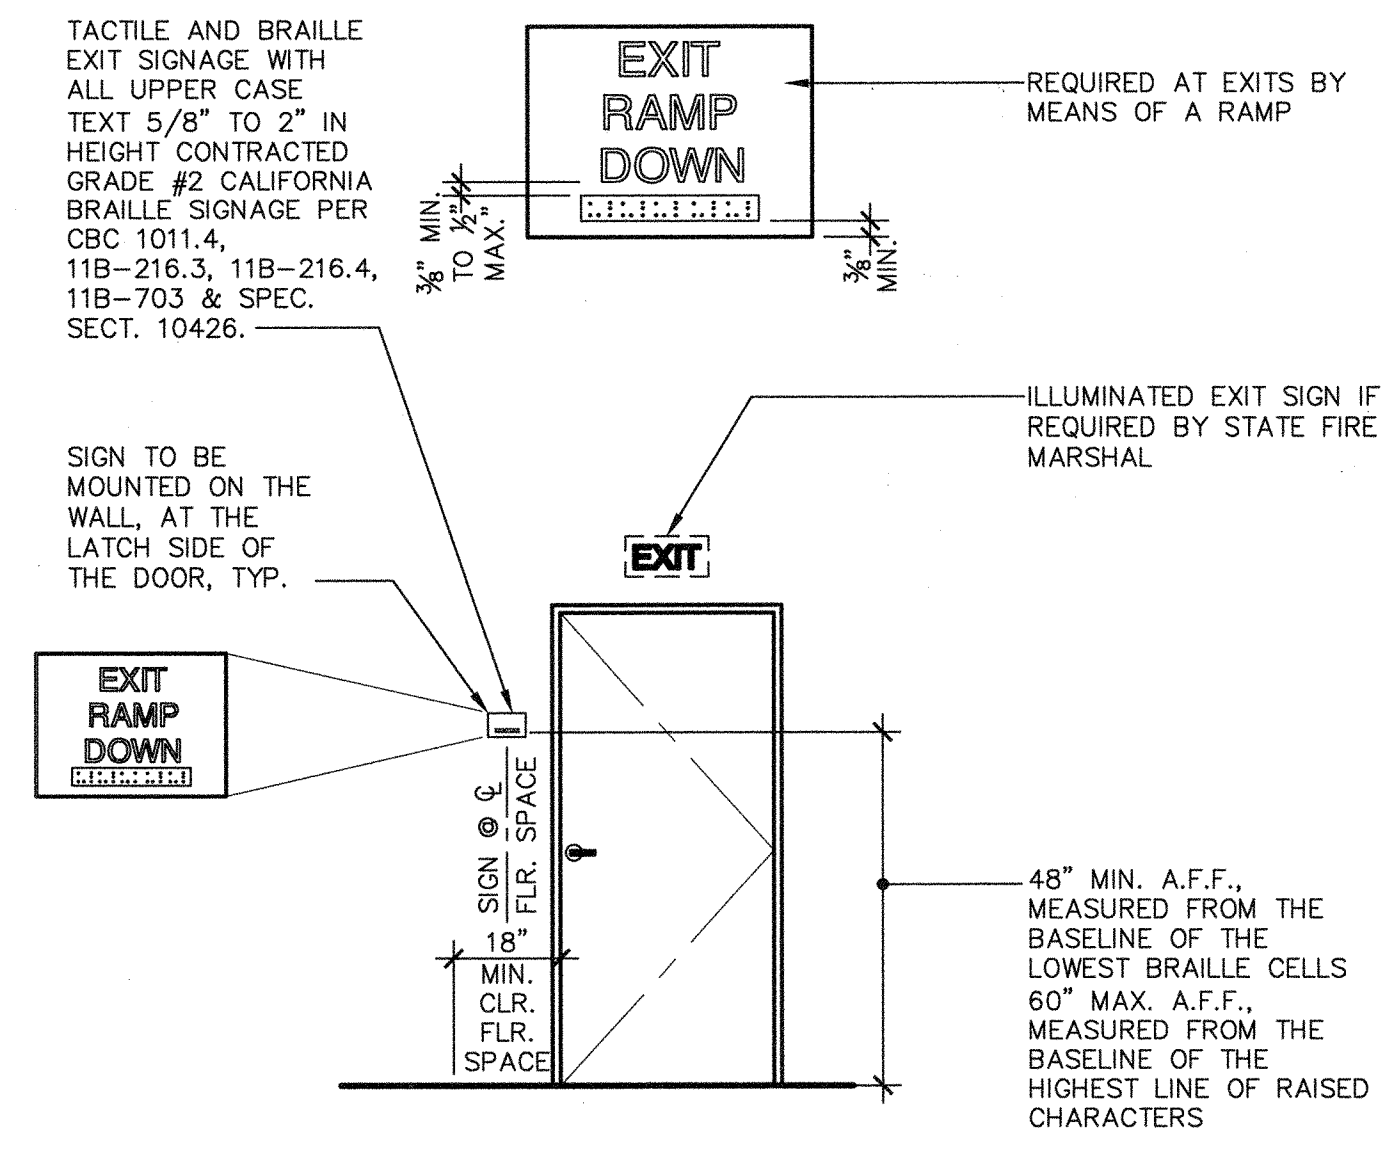 TACTILE AND BRAILLE
EXIT SIGNAGE WITH
ALL UPPER CASE
TEXT 5/8" TO 2" IN
HEIGHT CONTRACTED
GRADE #2 CALIFORNIA
BRAILLE SIGNAGE PER
CBC 1011.4,
11B-216.3, 11B-216.4,
11B-703 & SPEC.
SECT. 10426.
EXIT
RAMP
DOWN
3/8" MIN.
TO 1/2"
MAX."
3/8"
MIN.
REQUIRED AT EXITS BY
MEANS OF A RAMP
ILLUMINATED EXIT SIGN IF
REQUIRED BY STATE FIRE
MARSHAL
SIGN TO BE
MOUNTED ON THE
WALL, AT THE
LATCH SIDE OF
THE DOOR, TYP.
EXIT
EXIT
RAMP
DOWN
SIGN @ ℄
FLR. SPACE
18"
MIN.
CLR.
FLR.
SPACE
48" MIN. A.F.F.,
MEASURED FROM THE
BASELINE OF THE
LOWEST BRAILLE CELLS
60" MAX. A.F.F.,
MEASURED FROM THE
BASELINE OF THE
HIGHEST LINE OF RAISED
CHARACTERS